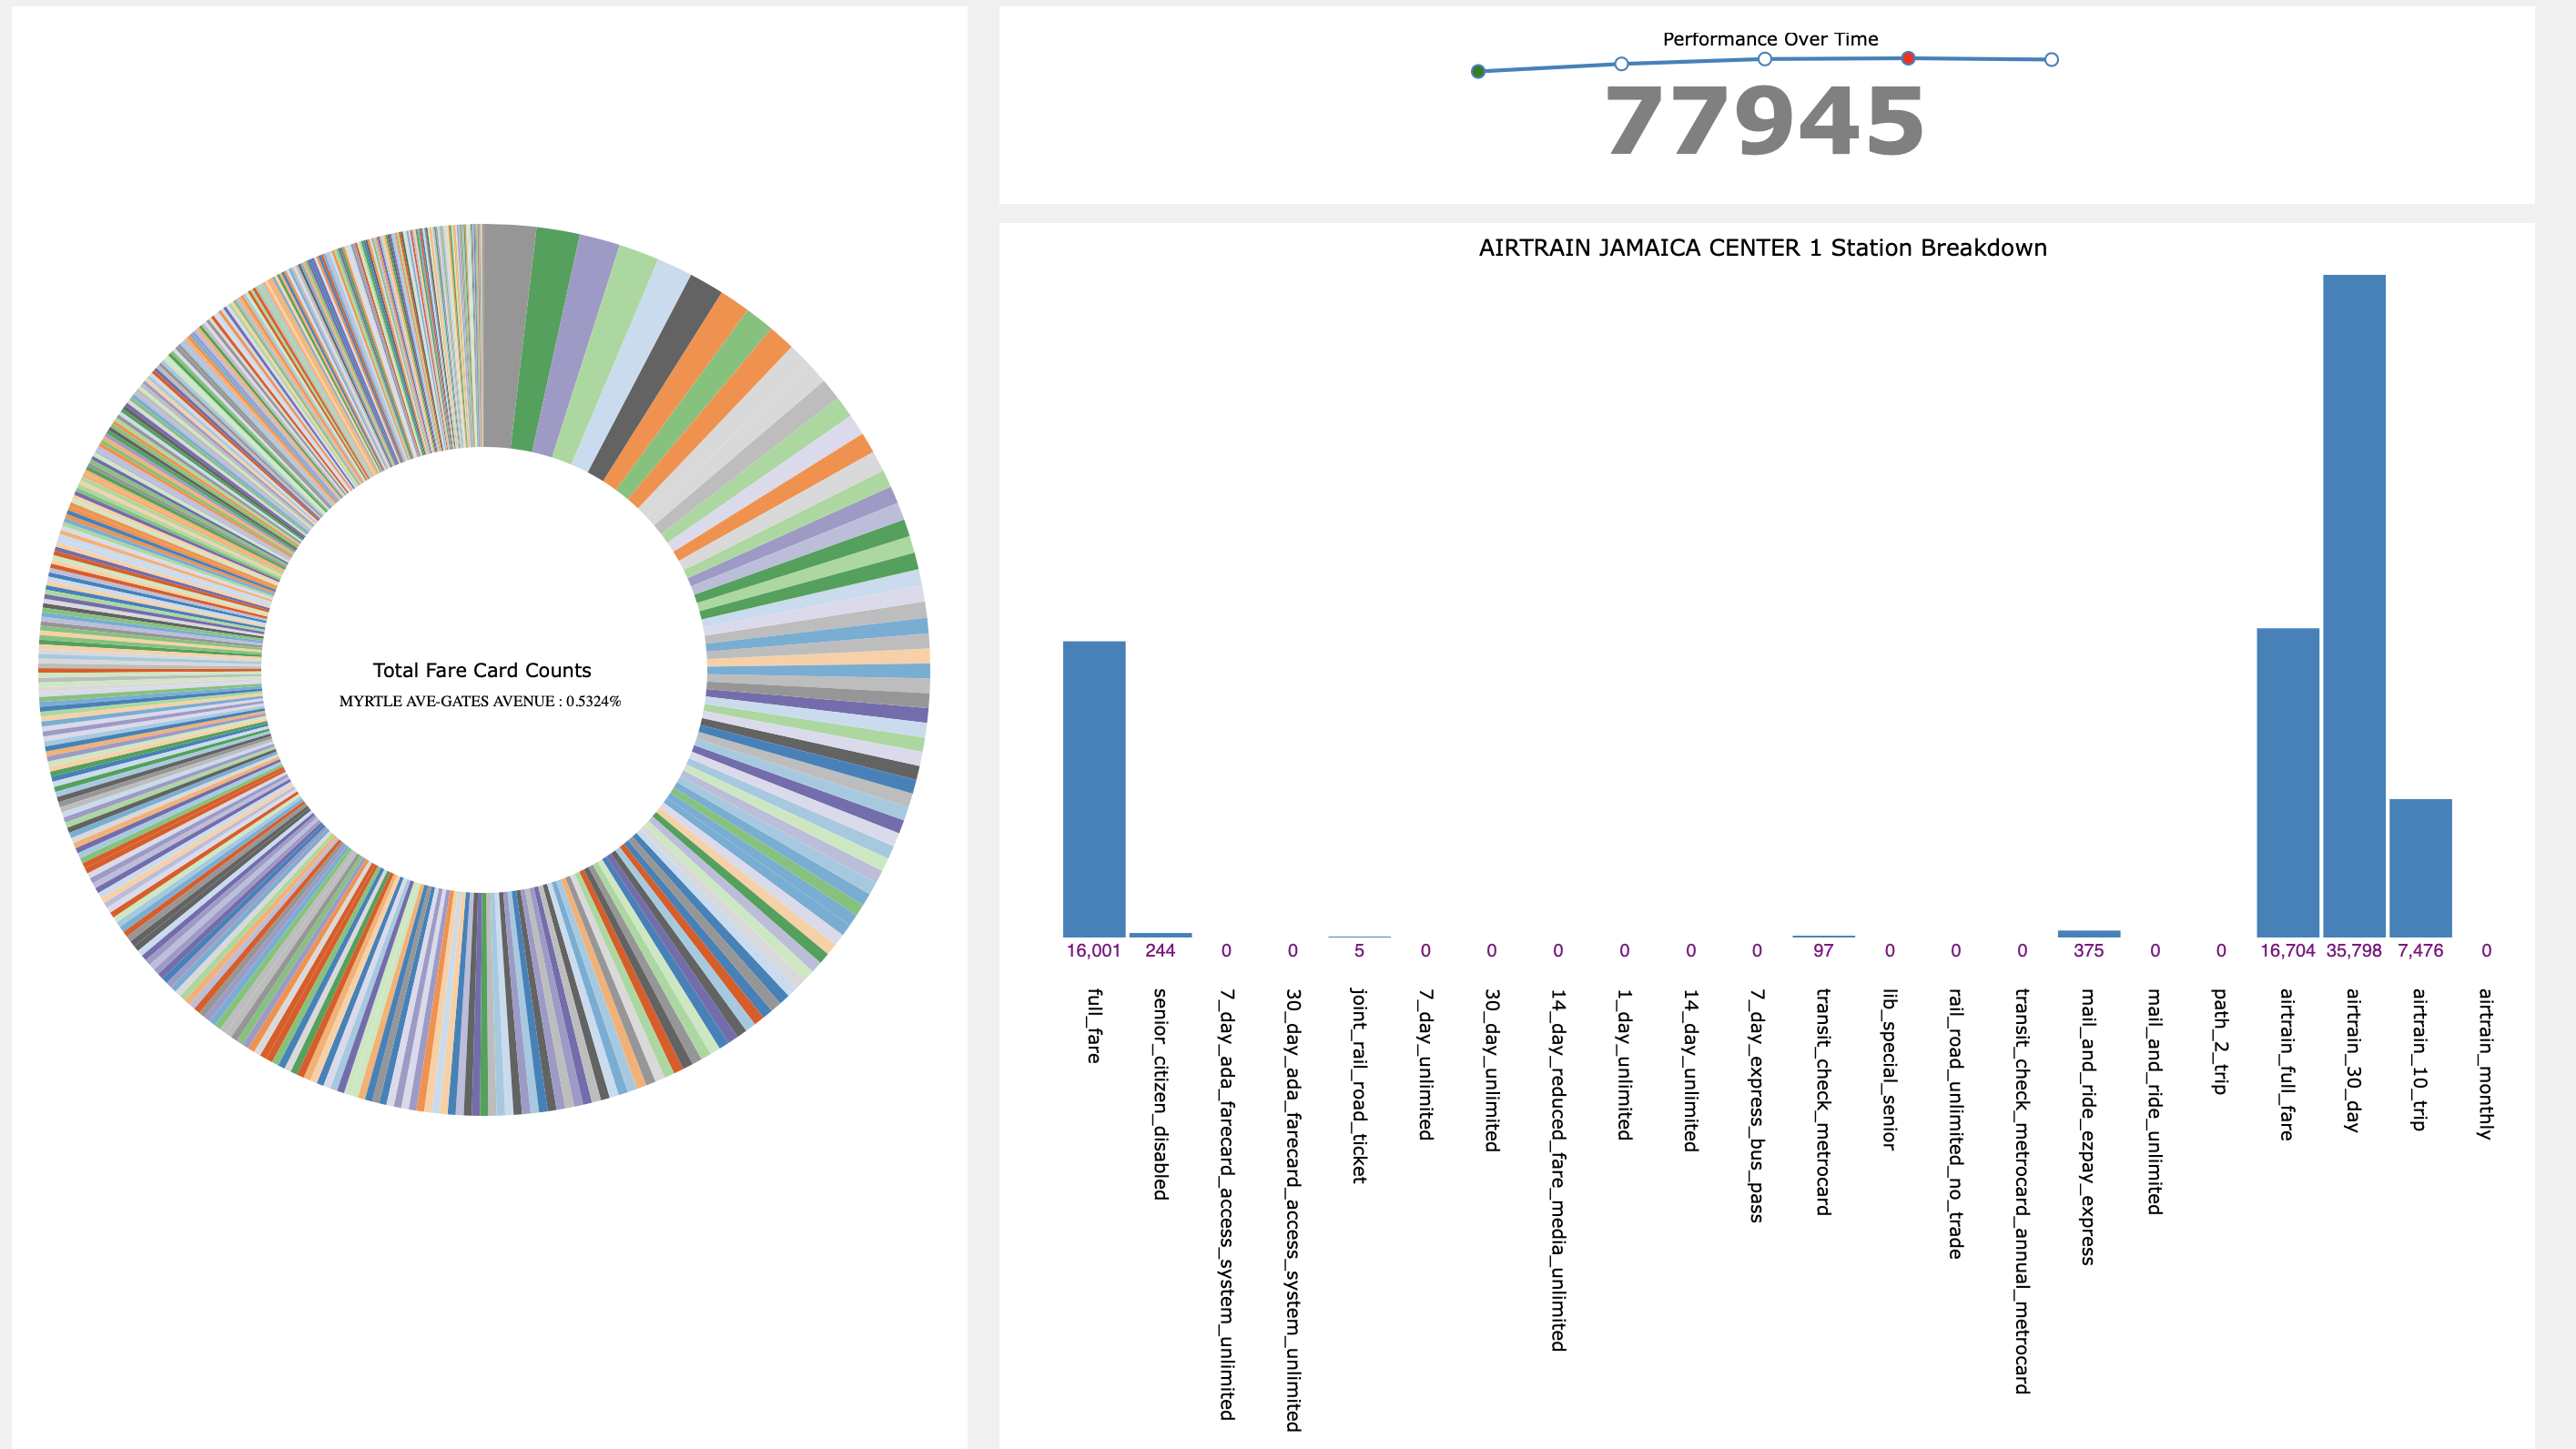 Total Fare Card Counts
MYRTLE AVE-GATES AVENUE : 0.5324%
Performance Over Time
77945
AIRTRAIN JAMAICA CENTER 1 Station Breakdown
16,001 244 0 0 5 0 0 0 0 0 0 97 0 0 0 375 0 0 16,704 35,798 7,476 0
full_fare
senior_citizen_disabled
7_day_ada_farecard_access_system_unlimited
30_day_ada_farecard_access_system_unlimited
joint_rail_road_ticket
7_day_unlimited
30_day_unlimited
14_day_reduced_fare_media_unlimited
1_day_unlimited
14_day_unlimited
7_day_express_bus_pass
transit_check_metrocard
lib_special_senior
rail_road_unlimited_no_trade
transit_check_metrocard_annual_metrocard
mail_and_ride_ezpay_express
mail_and_ride_unlimited
path_2_trip
airtrain_full_fare
airtrain_30_day
airtrain_10_trip
airtrain_monthly